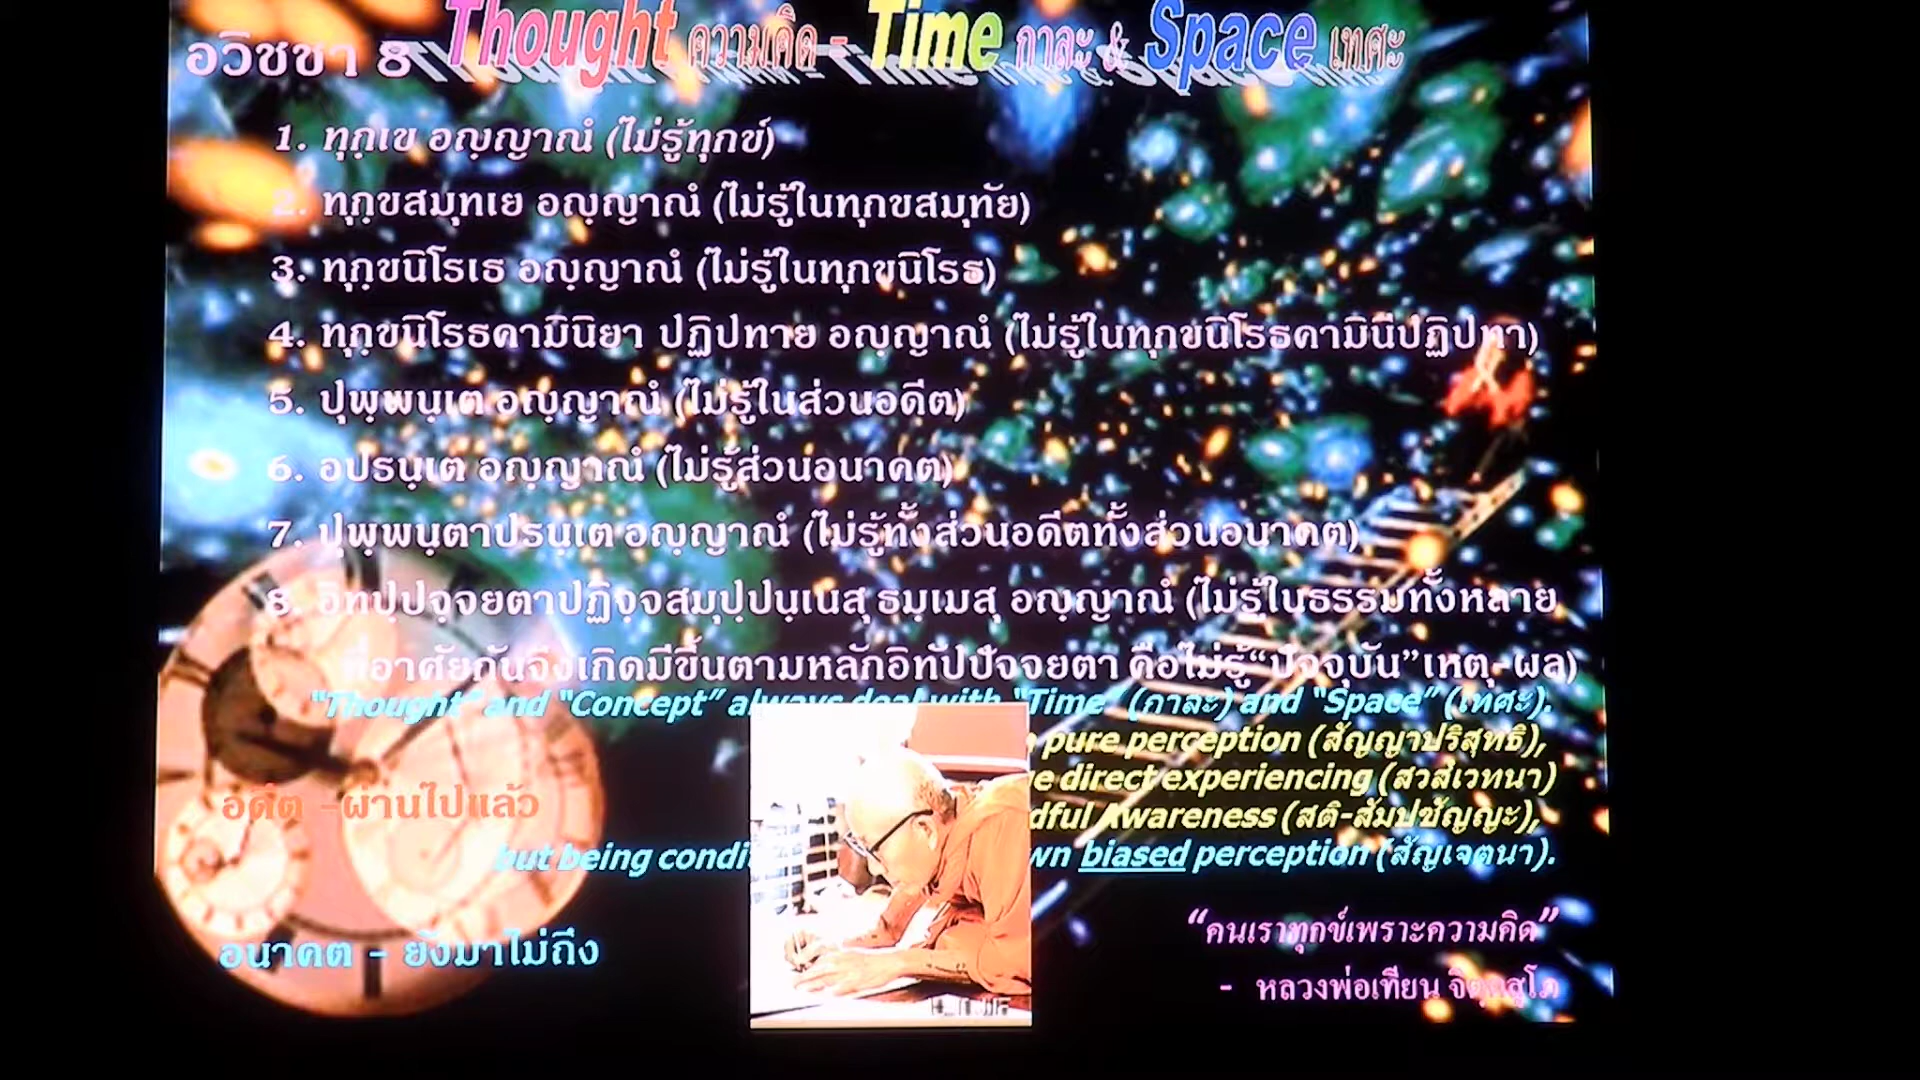 อวิชชา 8 Thought ความคิด - Time กาละ & Space เทศะ
1. ทุกฺเข อญฺญาณํ (ไม่รู้ทุกข์)
2. ทุกฺขสมุทเย อญฺญาณํ (ไม่รู้ในทุกขสมุทัย)
3. ทุกฺขนิโรเธ อญฺญาณํ (ไม่รู้ในทุกขนิโรธ)
4. ทุกฺขนิโรธคามินิยา ปฏิปทาย อญฺญาณํ (ไม่รู้ในทุกขนิโรธคามินีปฏิปทา)
5. ปุพฺพนฺเต อญฺญาณํ (ไม่รู้ในส่วนอดีต)
6. อปรนฺเต อญฺญาณํ (ไม่รู้ส่วนอนาคต)
7. ปุพฺพนฺตาปรนฺเต อญฺญาณํ (ไม่รู้ทั้งส่วนอดีตทั้งส่วนอนาคต)
8. อิทปฺปจฺจยตาปฏิจฺจสมุปฺปนฺเนสุ ธมฺเมสุ อญฺญาณํ (ไม่รู้ในธรรมทั้งหลาย
ที่อาศัยกันจึงเกิดมีขึ้นตามหลักอิทัปปัจจยตา คือไม่รู้“ปัจจุบัน”เหตุ-ผล)
“Thought” and “Concept” always deal with “Time” (กาละ) and “Space” (เทศะ).
pure perception (สัญญาปริสุทธิ),
direct experiencing (สวสํเวทนา)
Awareness (สติ-สัมปชัญญะ),
อดีต -ผ่านไปแล้ว
but being biased perception (สัญเจตนา).
อนาคต - ยังมาไม่ถึง
“คนเราทุกข์เพราะความคิด”
- หลวงพ่อเทียน จิตฺตสุโภ